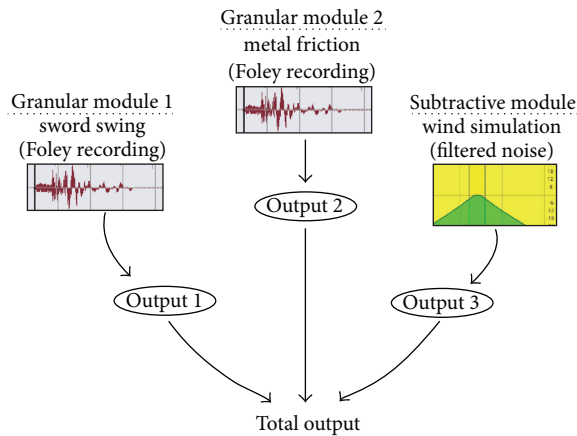 Granular module 2
metal friction
(Foley recording)
Granular module 1
sword swing
(Foley recording)
Subtractive module
wind simulation
(filtered noise)
Output 2
Output 1
Output 3
Total output